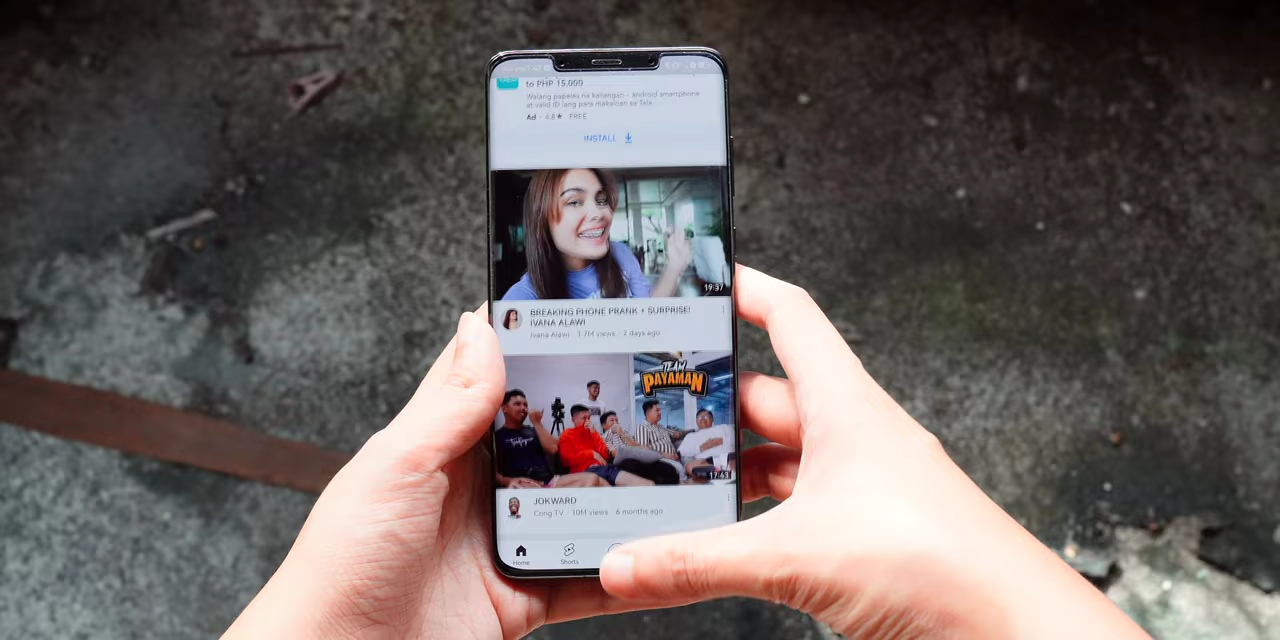 to PHP 15,000
Walang papeles na kailangan - android smartphone
at valid ID lang para makaloan sa Tala.
Ad · 4.8★ FREE
INSTALL
19:37
BREAKING PHONE PRANK + SURPRISE!
IVANA ALAWI
Ivana Alawi · 1.7M views · 2 days ago
TEAM
PAYAMAN
17:43
JOKWARD
Cong TV · 10M views · 6 months ago
Home
Shorts